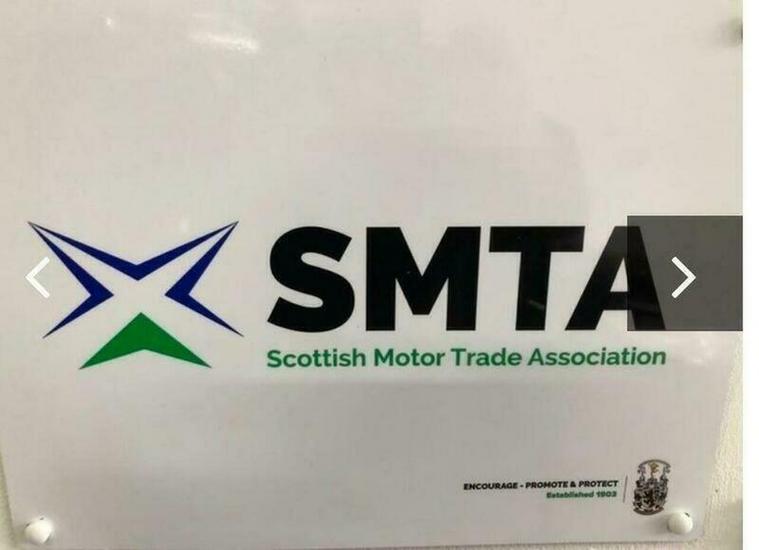 SMTA
Scottish Motor Trade Association
ENCOURAGE - PROMOTE & PROTECT
Established 1903